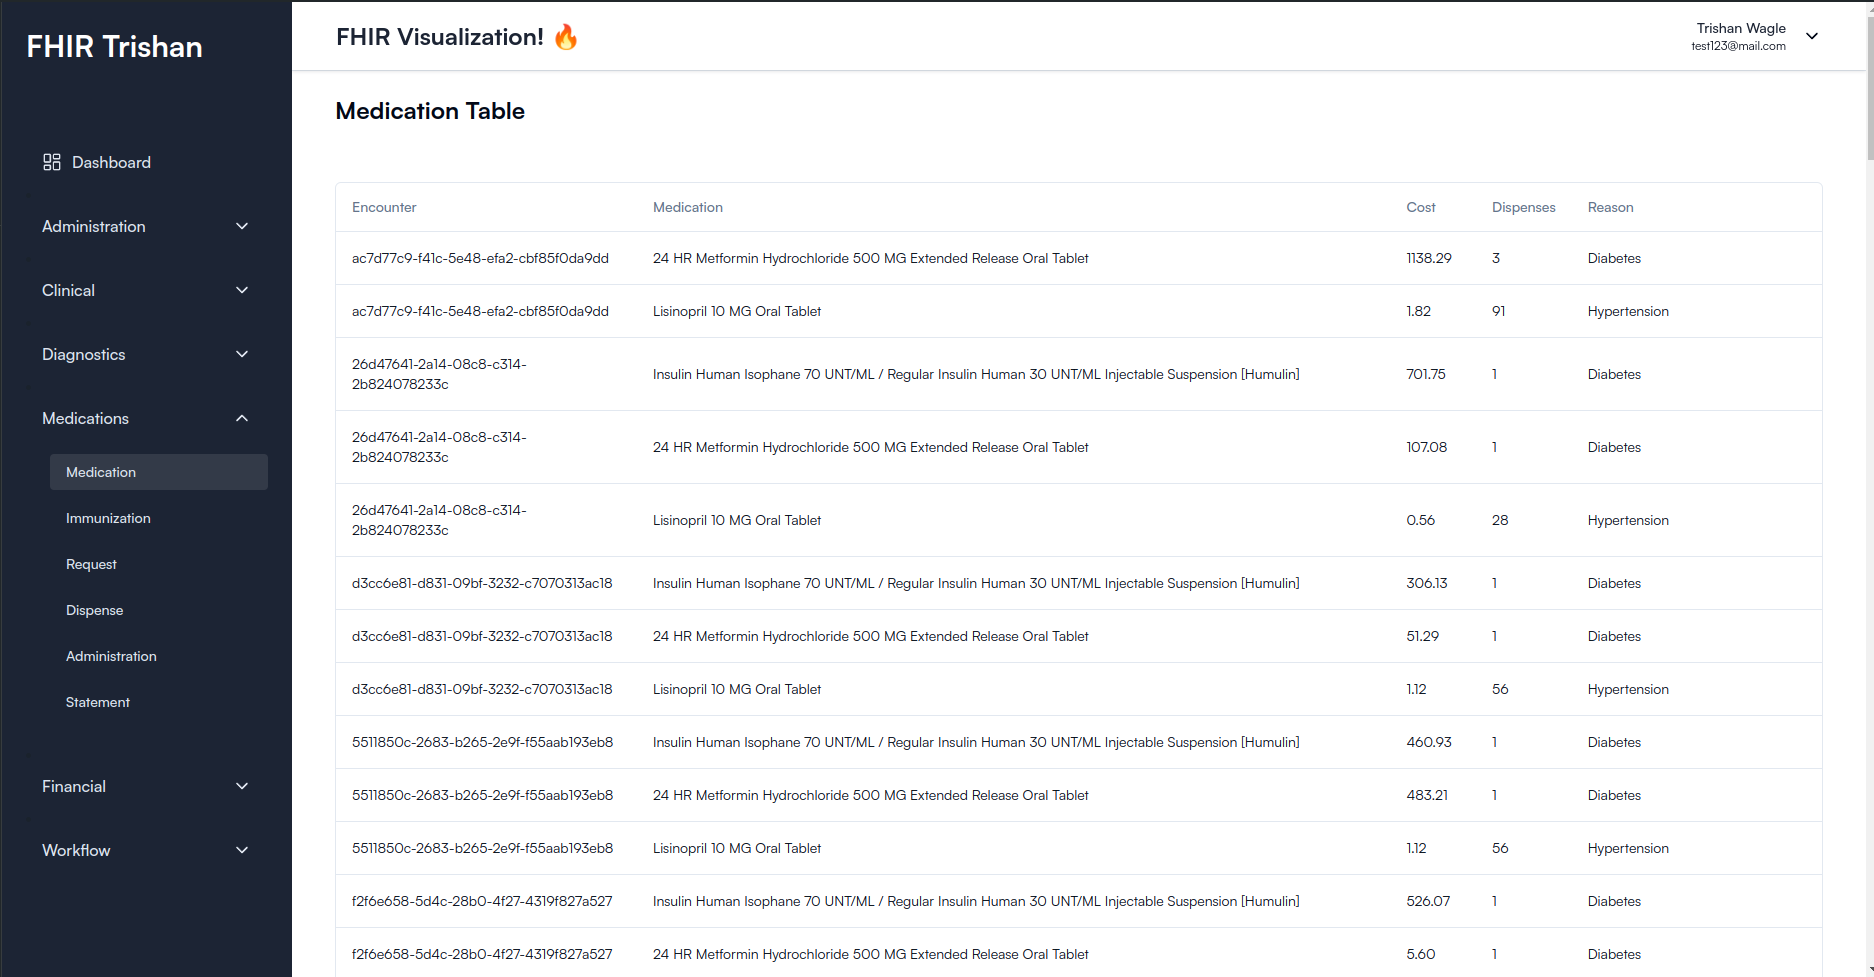 FHIR Trishan
Dashboard
Administration
Clinical
Diagnostics
Medications
Medication
Immunization
Request
Dispense
Administration
Statement
Financial
Workflow
FHIR Visualization! 🔥
Trishan Wagle
test123@mail.com
Medication Table
Encounter Medication Cost Dispenses Reason
ac7d77c9-f41c-5e48-efa2-cbf85f0da9dd 24 HR Metformin Hydrochloride 500 MG Extended Release Oral Tablet 1138.29 3 Diabetes
ac7d77c9-f41c-5e48-efa2-cbf85f0da9dd Lisinopril 10 MG Oral Tablet 1.82 91 Hypertension
26d47641-2a14-08c8-c314-
2b824078233c Insulin Human Isophane 70 UNT/ML / Regular Insulin Human 30 UNT/ML Injectable Suspension [Humulin] 701.75 1 Diabetes
26d47641-2a14-08c8-c314-
2b824078233c 24 HR Metformin Hydrochloride 500 MG Extended Release Oral Tablet 107.08 1 Diabetes
26d47641-2a14-08c8-c314-
2b824078233c Lisinopril 10 MG Oral Tablet 0.56 28 Hypertension
d3cc6e81-d831-09bf-3232-c7070313ac18 Insulin Human Isophane 70 UNT/ML / Regular Insulin Human 30 UNT/ML Injectable Suspension [Humulin] 306.13 1 Diabetes
d3cc6e81-d831-09bf-3232-c7070313ac18 24 HR Metformin Hydrochloride 500 MG Extended Release Oral Tablet 51.29 1 Diabetes
d3cc6e81-d831-09bf-3232-c7070313ac18 Lisinopril 10 MG Oral Tablet 1.12 56 Hypertension
5511850c-2683-b265-2e9f-f55aab193eb8 Insulin Human Isophane 70 UNT/ML / Regular Insulin Human 30 UNT/ML Injectable Suspension [Humulin] 460.93 1 Diabetes
5511850c-2683-b265-2e9f-f55aab193eb8 24 HR Metformin Hydrochloride 500 MG Extended Release Oral Tablet 483.21 1 Diabetes
5511850c-2683-b265-2e9f-f55aab193eb8 Lisinopril 10 MG Oral Tablet 1.12 56 Hypertension
f2f6e658-5d4c-28b0-4f27-4319f827a527 Insulin Human Isophane 70 UNT/ML / Regular Insulin Human 30 UNT/ML Injectable Suspension [Humulin] 526.07 1 Diabetes
f2f6e658-5d4c-28b0-4f27-4319f827a527 24 HR Metformin Hydrochloride 500 MG Extended Release Oral Tablet 5.60 1 Diabetes